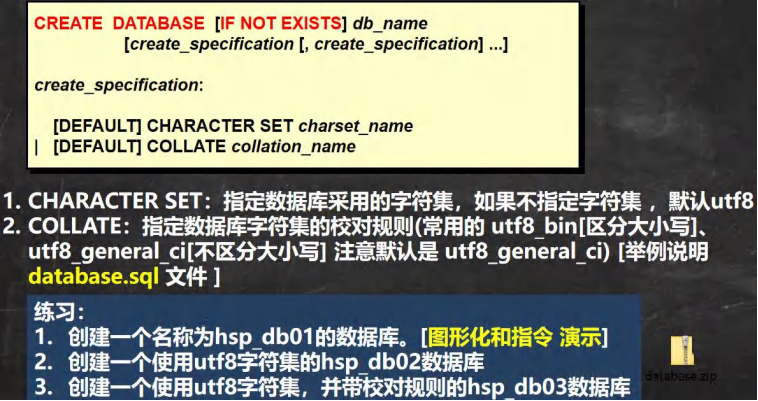 CREATE DATABASE [IF NOT EXISTS] db_name
[create_specification [, create_specification] ...]
create_specification:
[DEFAULT] CHARACTER SET charset_name
| [DEFAULT] COLLATE collation_name
1. CHARACTER SET：指定数据库采用的字符集，如果不指定字符集，默认utf8
2. COLLATE：指定数据库字符集的校对规则(常用的 utf8_bin[区分大小写]、
utf8_general_ci[不区分大小写] 注意默认是 utf8_general_ci) [举例说明
database.sql 文件 ]
练习：
1. 创建一个名称为hsp_db01的数据库。[图形化和指令 演示]
2. 创建一个使用utf8字符集的hsp_db02数据库
3. 创建一个使用utf8字符集，并带校对规则的hsp_db03数据库
database.zip